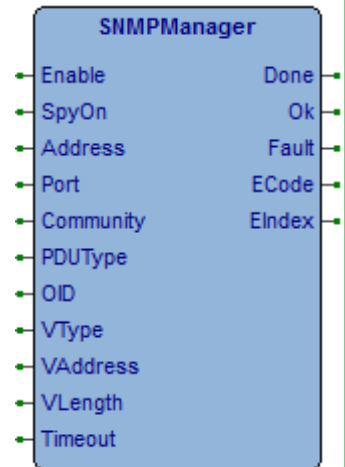 SNMPManager
Enable Done
SpyOn Ok
Address Fault
Port ECode
Community EIndex
PDUType
OID
VType
VAddress
VLength
Timeout